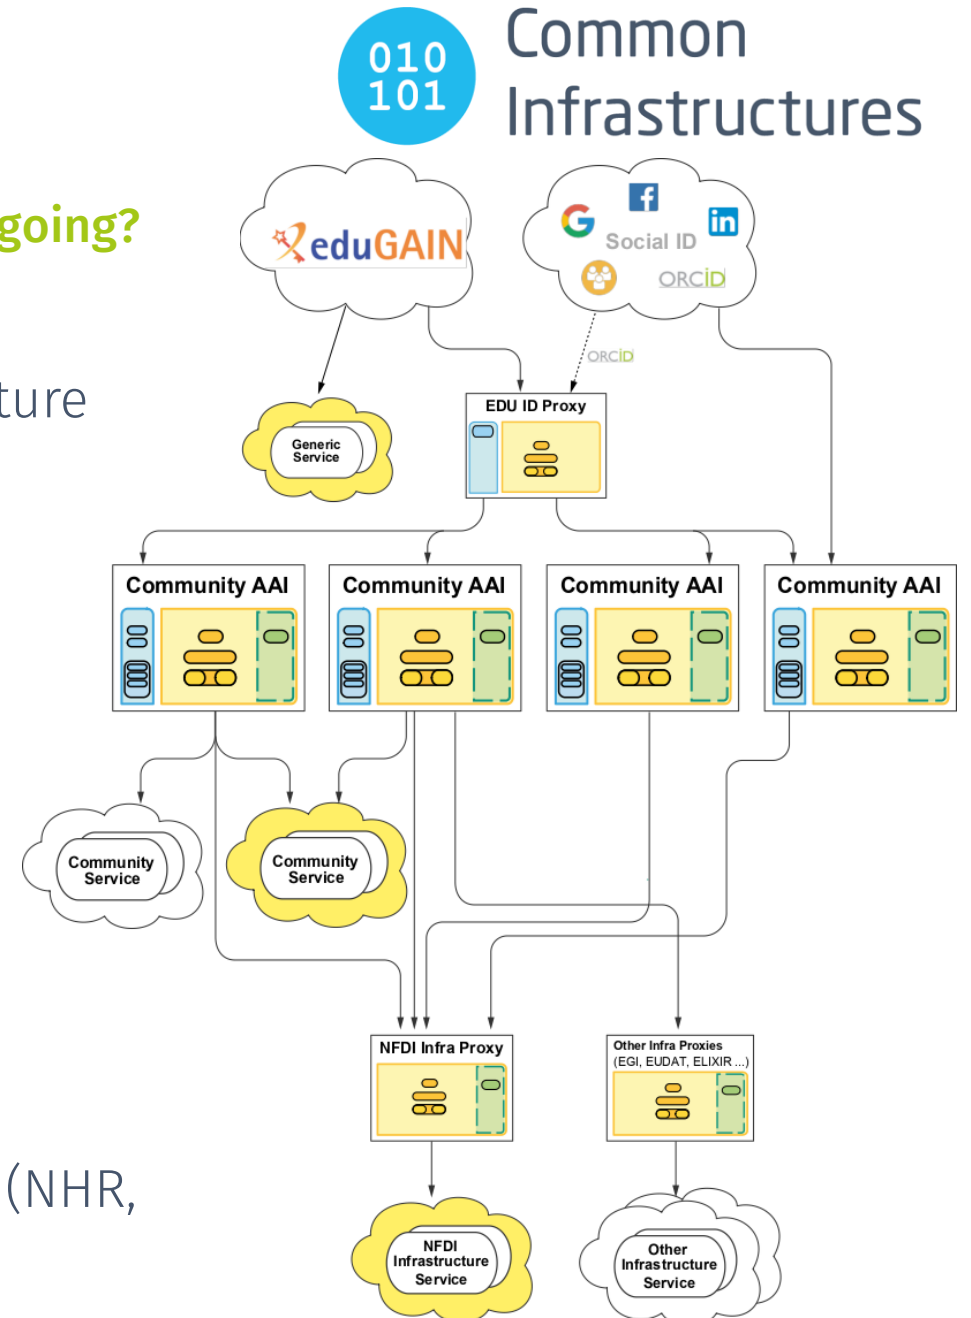 010
101
Common
Infrastructures
going?
eduGAIN
Social ID
ORCID
ORCID
ture
EDU ID Proxy
Generic
Service
Community AAI
Community AAI
Community AAI
Community AAI
Community
Service
Community
Service
NFDI Infra Proxy
Other Infra Proxies
(EGI, EUDAT, ELIXIR ...)
(NHR,
NFDI
Infrastructure
Service
Other
Infrastructure
Service